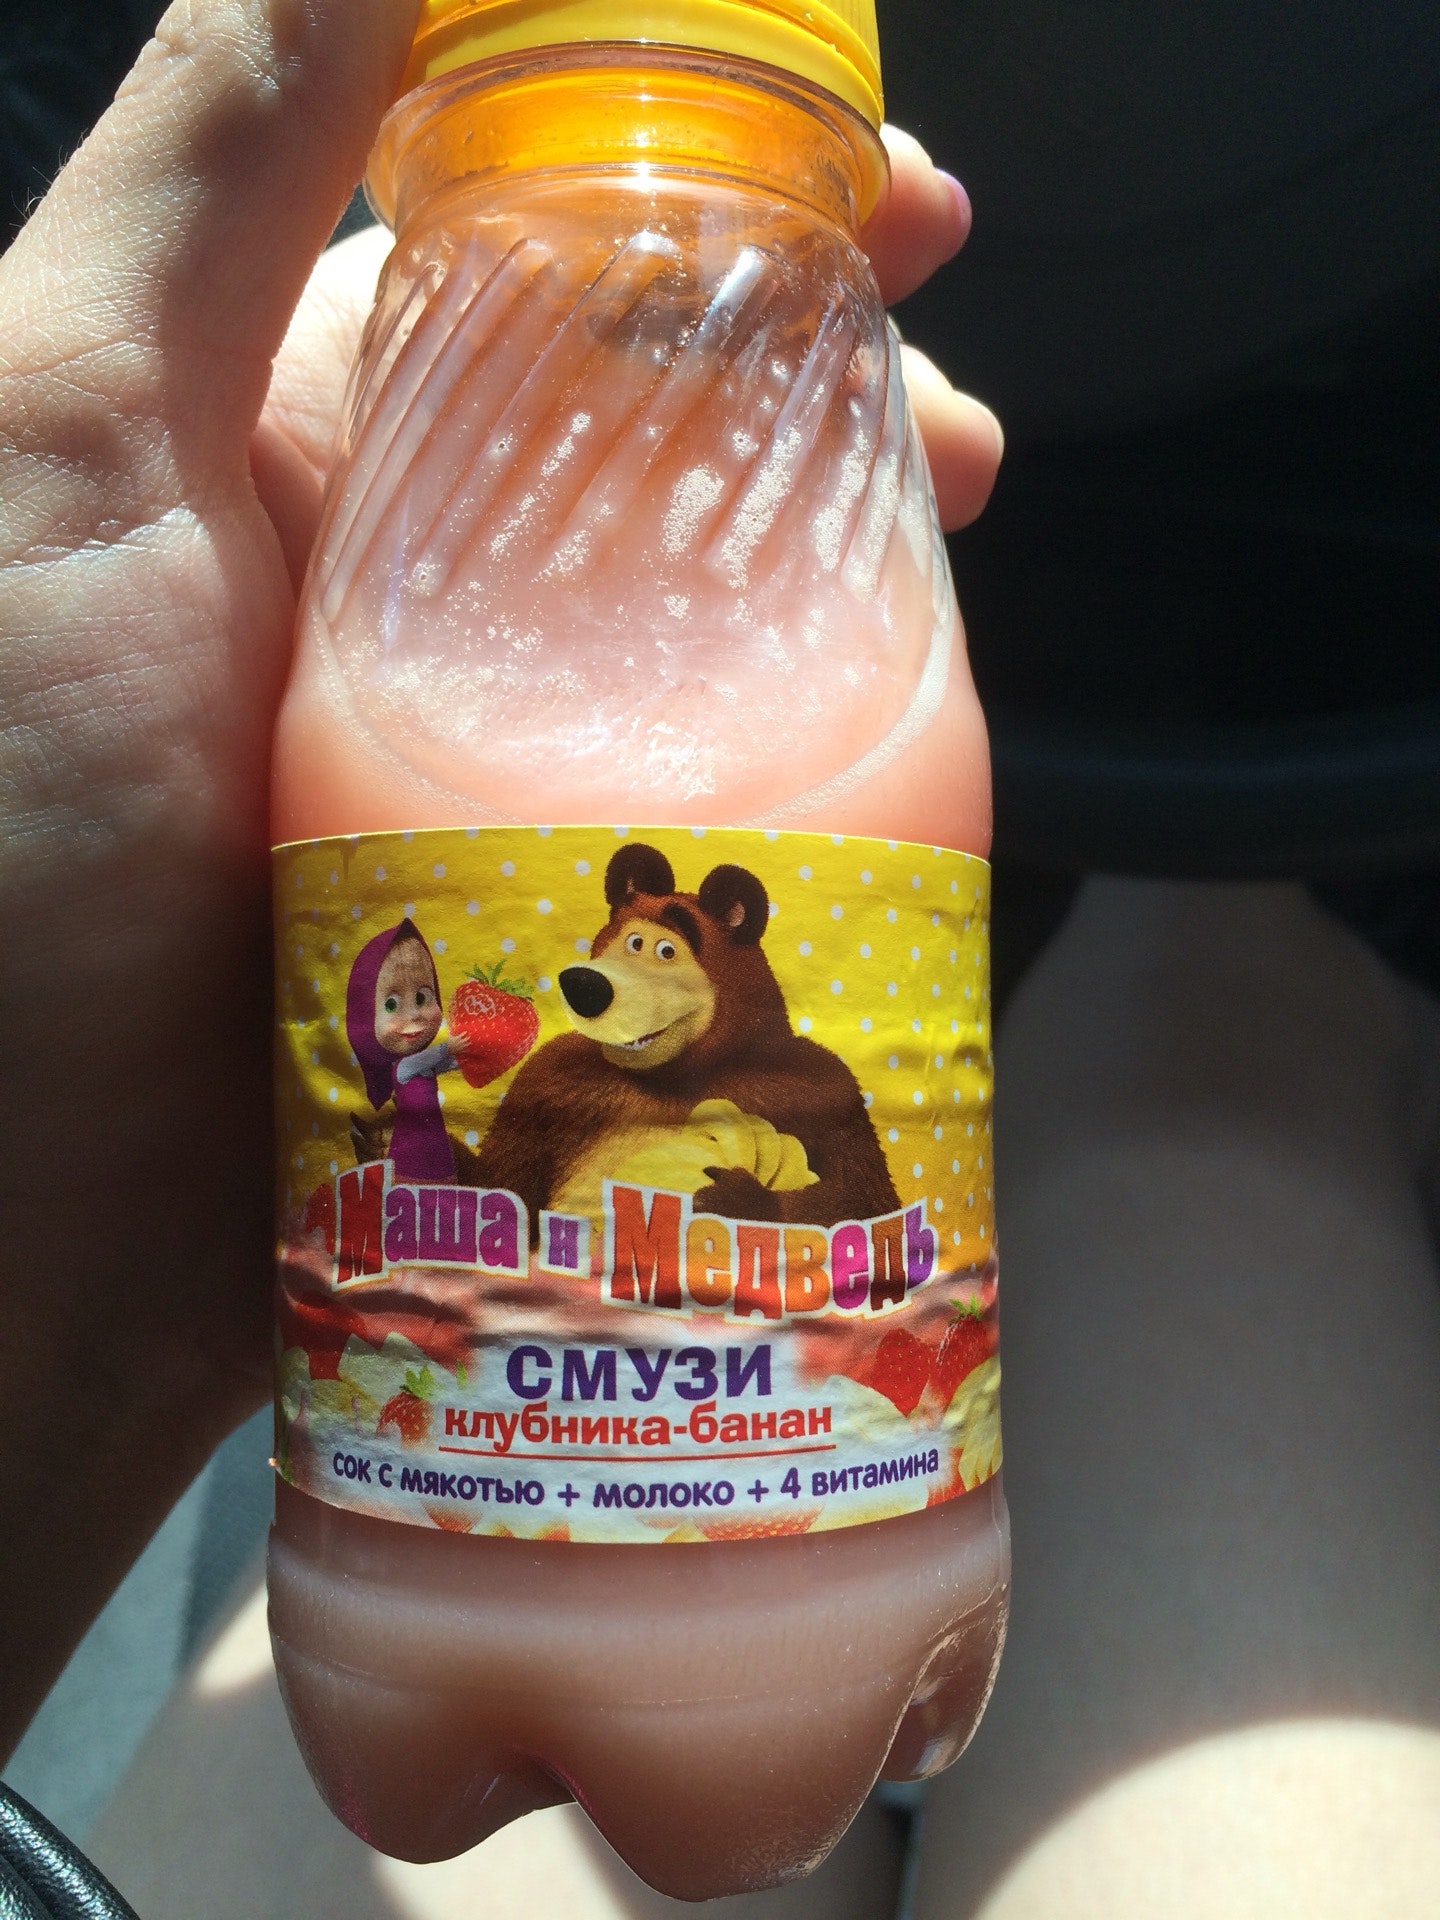 Маша и Медведь
СМУЗИ
клубника-банан
сок с мякотью + молоко + 4 витамина